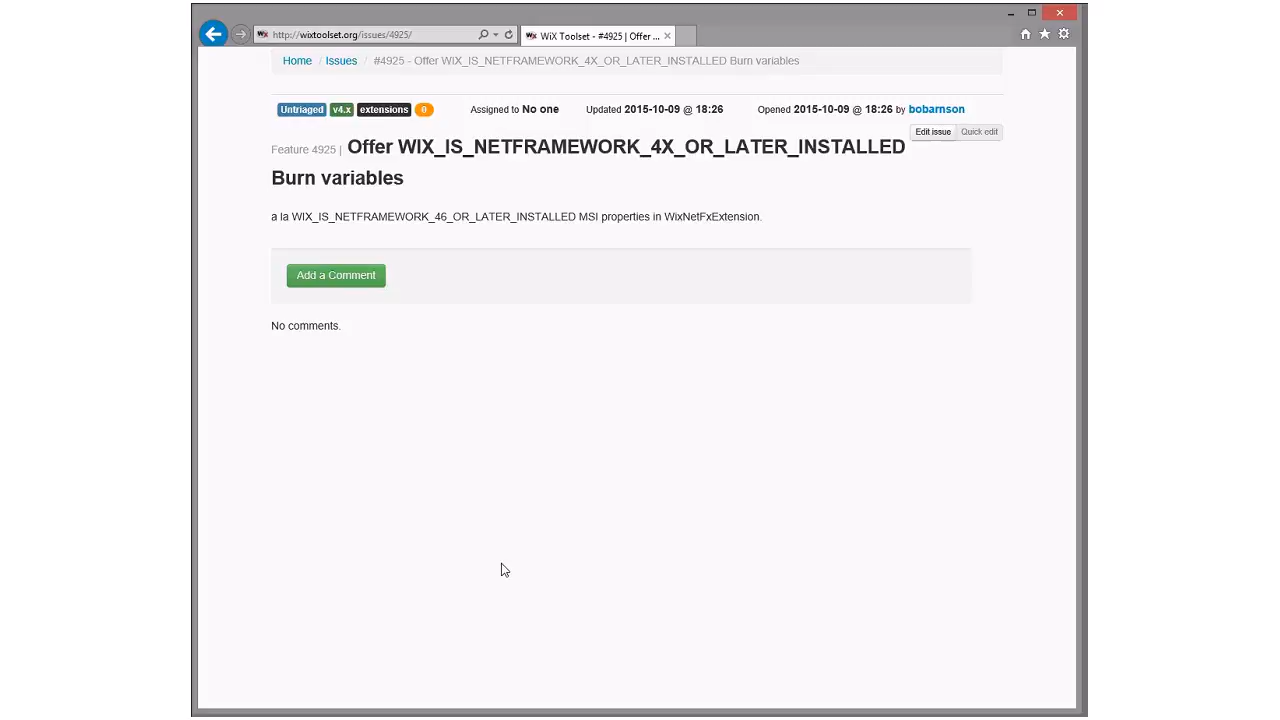 http://wixtoolset.org/issues/4925/
WiX Toolset - #4925 | Offer ...
Home / Issues / #4925 - Offer WIX_IS_NETFRAMEWORK_4X_OR_LATER_INSTALLED Burn variables
Untriaged v4.x extensions 0 Assigned to No one Updated 2015-10-09 @ 18:26 Opened 2015-10-09 @ 18:26 by bobarnson
Edit issue Quick edit
Feature 4925 | Offer WIX_IS_NETFRAMEWORK_4X_OR_LATER_INSTALLED
Burn variables
a la WIX_IS_NETFRAMEWORK_46_OR_LATER_INSTALLED MSI properties in WixNetFxExtension.
Add a Comment
No comments.